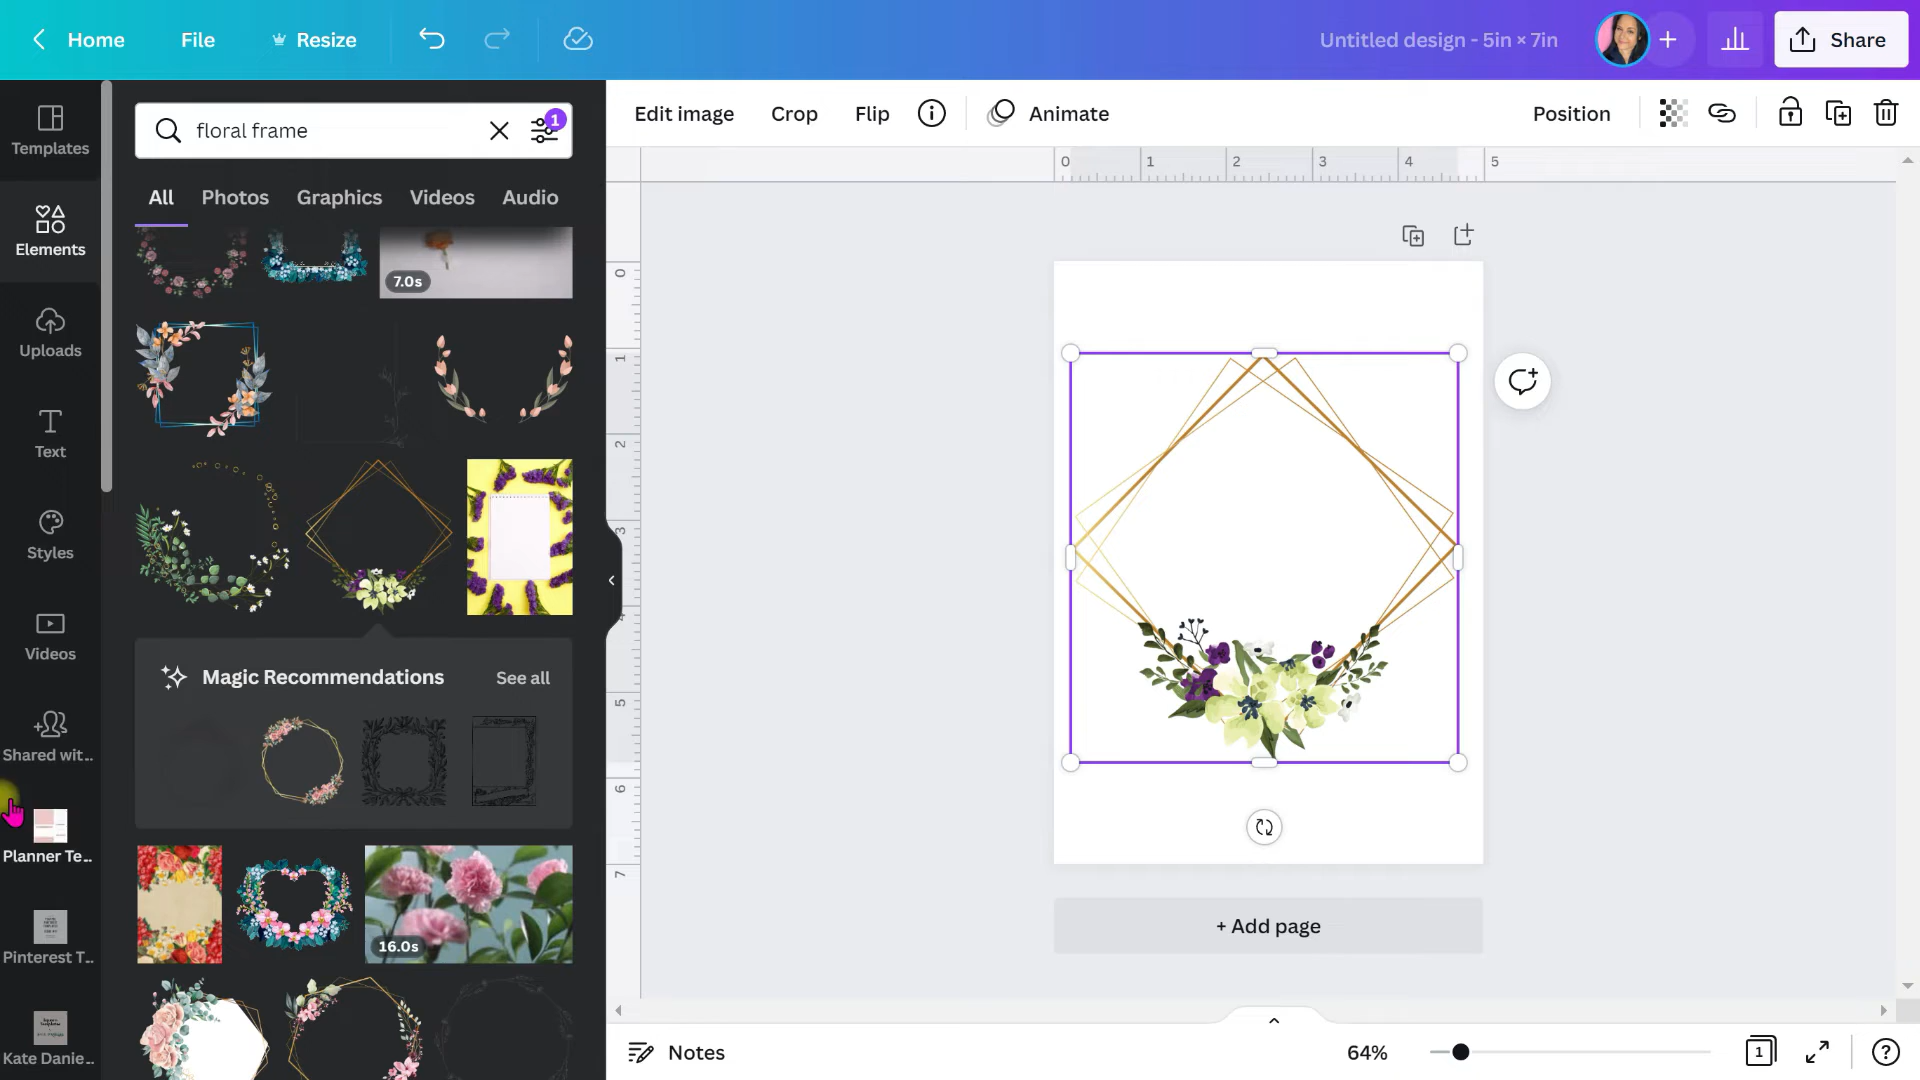 Home File Resize Untitled design - 5in × 7in + Share
Templates
Elements
Uploads
Text
Styles
Videos
Shared wit...
Planner Te...
Pinterest T...
Kate Danie...
floral frame 1
All Photos Graphics Videos Audio
7.0s
Magic Recommendations See all
16.0s
Edit image Crop Flip Animate Position
0 1 2 3 4 5
0
1
2
3
4
5
6
7
+ Add page
Notes 64% 1